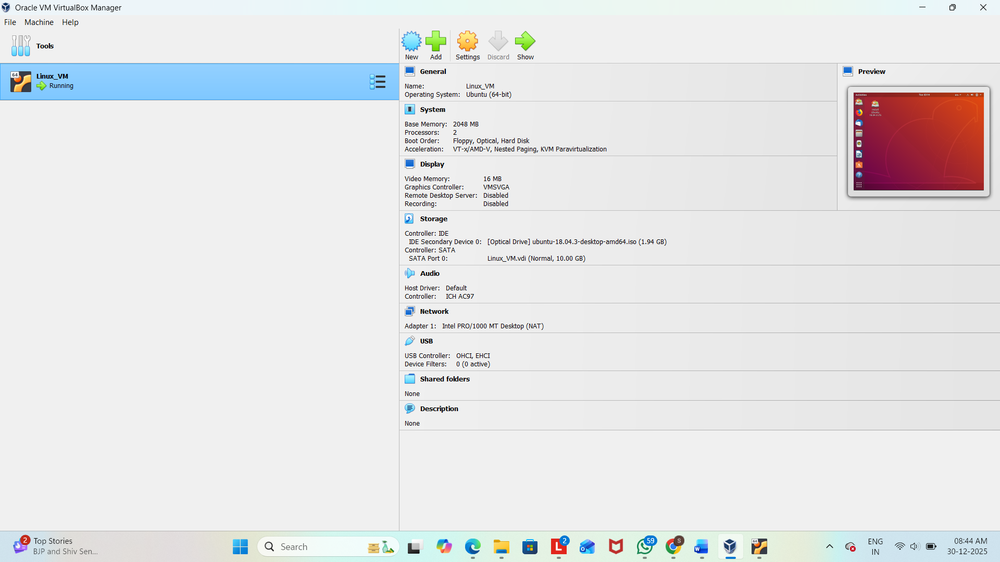 Oracle VM VirtualBox Manager
File Machine Help
Tools
64
Linux_VM
Running
New Add Settings Discard Show
General
Name: Linux_VM
Operating System: Ubuntu (64-bit)
System
Base Memory: 2048 MB
Processors: 2
Boot Order: Floppy, Optical, Hard Disk
Acceleration: VT-x/AMD-V, Nested Paging, KVM Paravirtualization
Display
Video Memory: 16 MB
Graphics Controller: VMSVGA
Remote Desktop Server: Disabled
Recording: Disabled
Preview
Activities
Storage
Controller: IDE
IDE Secondary Device 0: [Optical Drive] ubuntu-18.04.3-desktop-amd64.iso (1.94 GB)
Controller: SATA
SATA Port 0: Linux_VM.vdi (Normal, 10.00 GB)
Audio
Host Driver: Default
Controller: ICH AC97
Network
Adapter 1: Intel PRO/1000 MT Desktop (NAT)
USB
USB Controller: OHCI, EHCI
Device Filters: 0 (0 active)
Shared folders
None
Description
None
2
Top Stories
BJP and Shiv Sen...
Search
L 2
59
S
W
64
ENG
IN
08:44 AM
30-12-2025